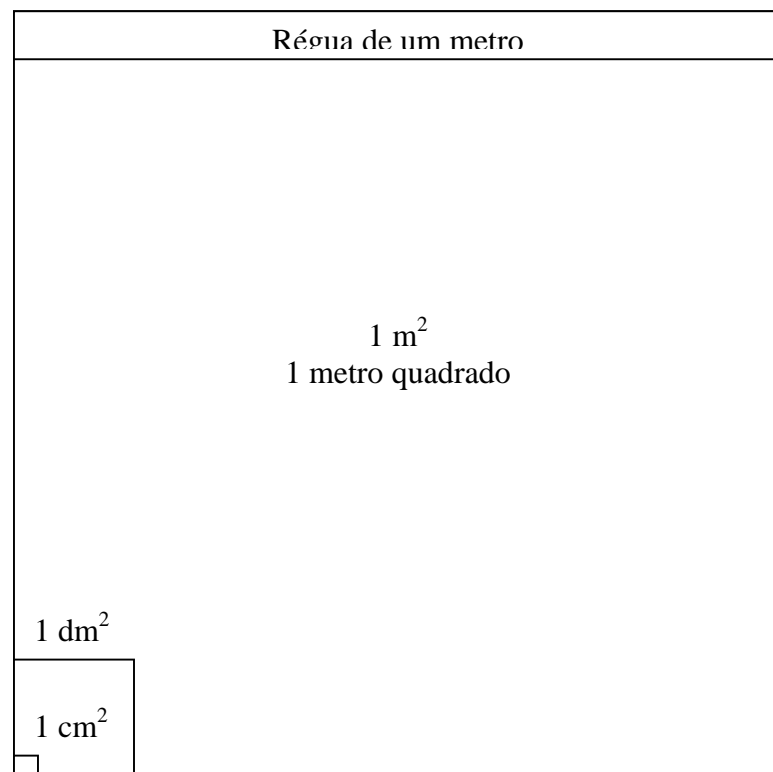 Régua de um metro
1 m²
1 metro quadrado
1 dm²
1 cm²